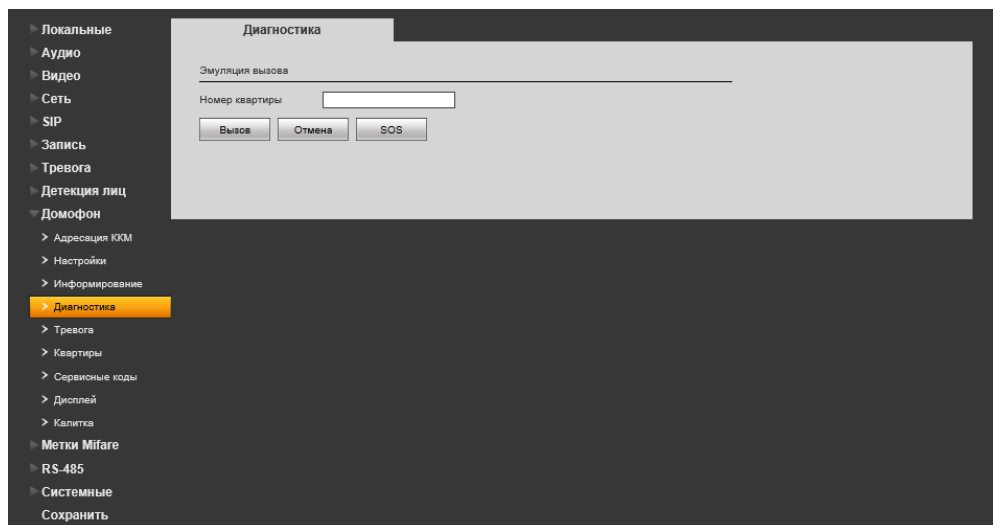 Локальные
Аудио
Видео
Сеть
SIP
Запись
Тревога
Детекция лиц
Домофон
Адресация ККМ
Настройки
Информирование
Диагностика
Тревога
Квартиры
Сервисные коды
Дисплей
Калитка
Метки Mifare
RS-485
Системные
Сохранить
Диагностика
Эмуляция вызова
Номер квартиры
Вызов Отмена SOS